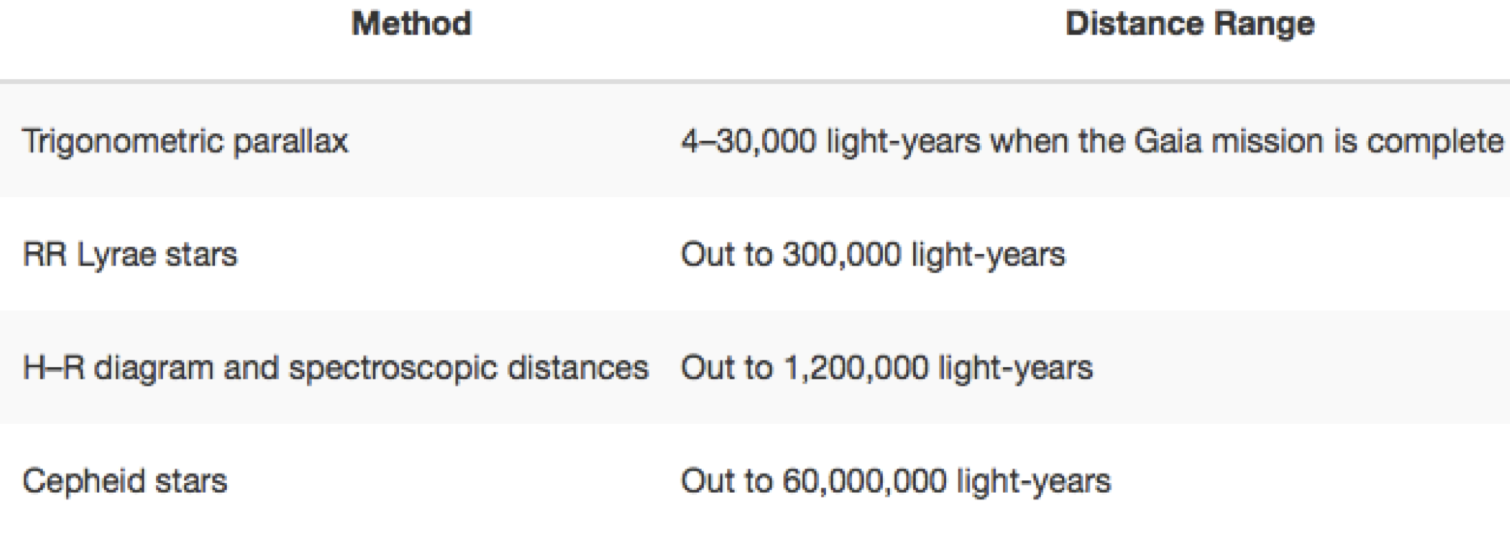 Method Distance Range
Trigonometric parallax 4–30,000 light-years when the Gaia mission is complete
RR Lyrae stars Out to 300,000 light-years
H–R diagram and spectroscopic distances Out to 1,200,000 light-years
Cepheid stars Out to 60,000,000 light-years